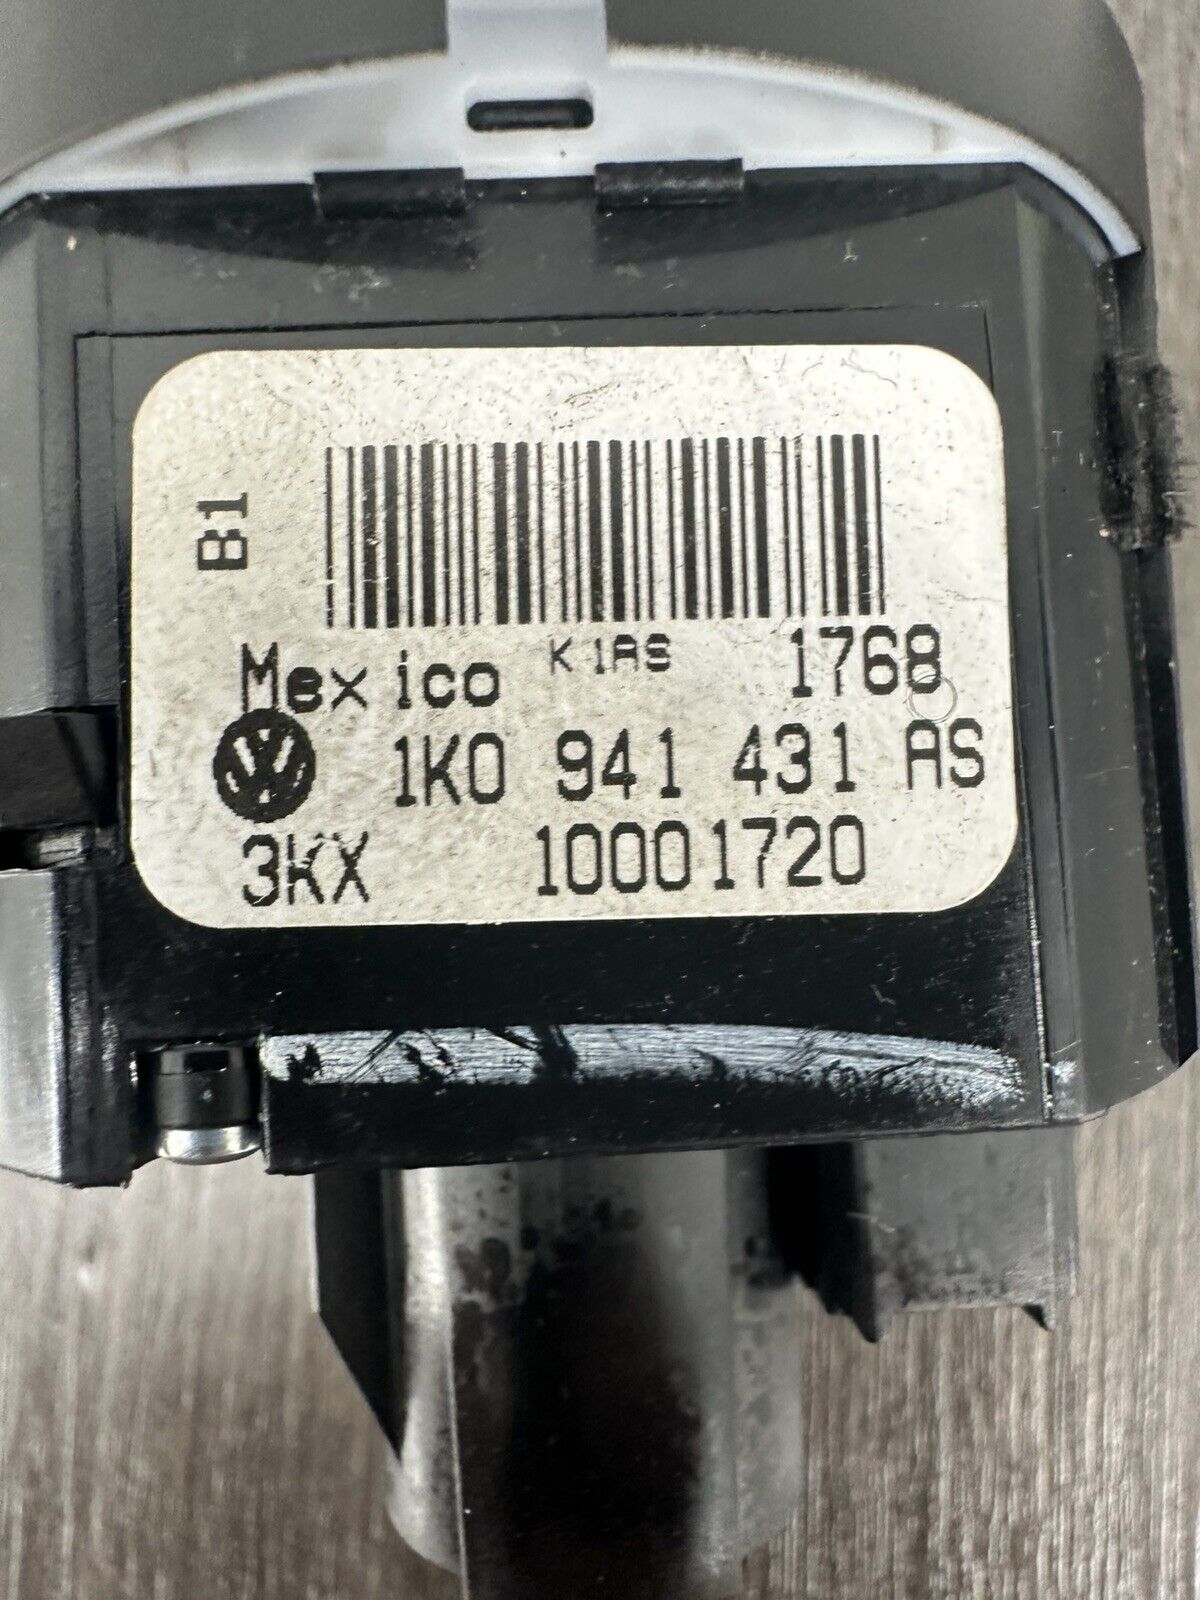 B1
Mexico K1AS 1768
1K0 941 431 AS
3KX 10001720